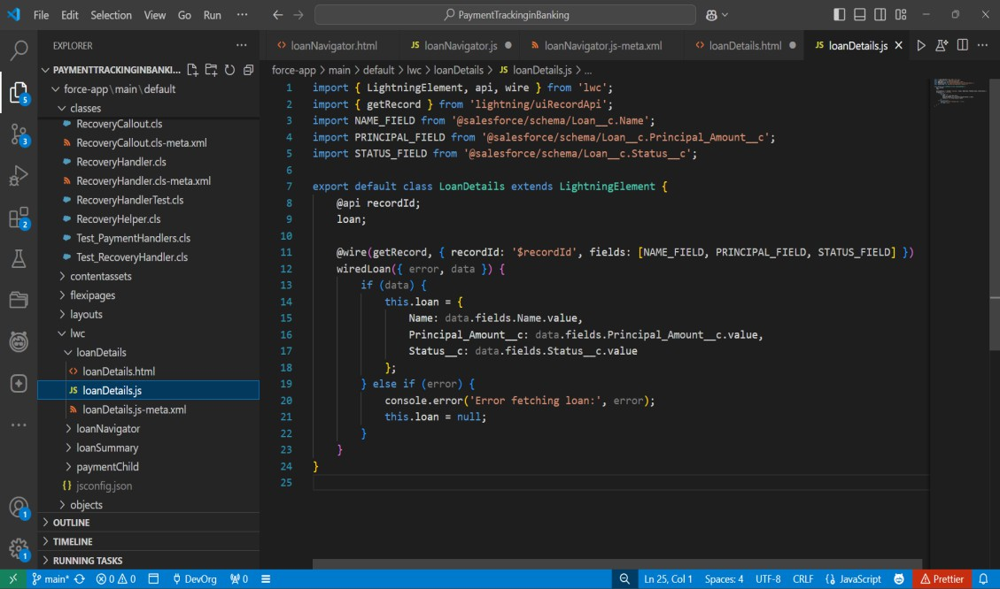 File Edit Selection View Go Run ··· PaymentTrackinginBanking
EXPLORER ···
loanNavigator.html JS loanNavigator.js loanNavigator.js-meta.xml loanDetails.html JS loanDetails.js
PAYMENTTRACKINGINBANKI...
force-app > main > default > lwc > loanDetails > JS loanDetails.js > ...
force-app\main\default
classes
RecoveryCallout.cls
RecoveryCallout.cls-meta.xml
RecoveryHandler.cls
RecoveryHandler.cls-meta.xml
RecoveryHandlerTest.cls
RecoveryHelper.cls
Test_PaymentHandlers.cls
Test_RecoveryHandler.cls
contentassets
flexipages
layouts
lwc
loanDetails
loanDetails.html
JS loanDetails.js
loanDetails.js-meta.xml
loanNavigator
loanSummary
paymentChild
{} jsconfig.json
objects
OUTLINE
TIMELINE
RUNNING TASKS
5
3
2
1
1
1 import { LightningElement, api, wire } from 'lwc';
2 import { getRecord } from 'lightning/uiRecordApi';
3 import NAME_FIELD from '@salesforce/schema/Loan__c.Name';
4 import PRINCIPAL_FIELD from '@salesforce/schema/Loan__c.Principal_Amount__c';
5 import STATUS_FIELD from '@salesforce/schema/Loan__c.Status__c';
6
7 export default class LoanDetails extends LightningElement {
8 @api recordId;
9 loan;
10
11 @wire(getRecord, { recordId: '$recordId', fields: [NAME_FIELD, PRINCIPAL_FIELD, STATUS_FIELD] })
12 wiredLoan({ error, data }) {
13 if (data) {
14 this.loan = {
15 Name: data.fields.Name.value,
16 Principal_Amount__c: data.fields.Principal_Amount__c.value,
17 Status__c: data.fields.Status__c.value
18 };
19 } else if (error) {
20 console.error('Error fetching loan:', error);
21 this.loan = null;
22 }
23 }
24 }
25
main* 0 0 DevOrg 0 Ln 25, Col 1 Spaces: 4 UTF-8 CRLF {} JavaScript Prettier